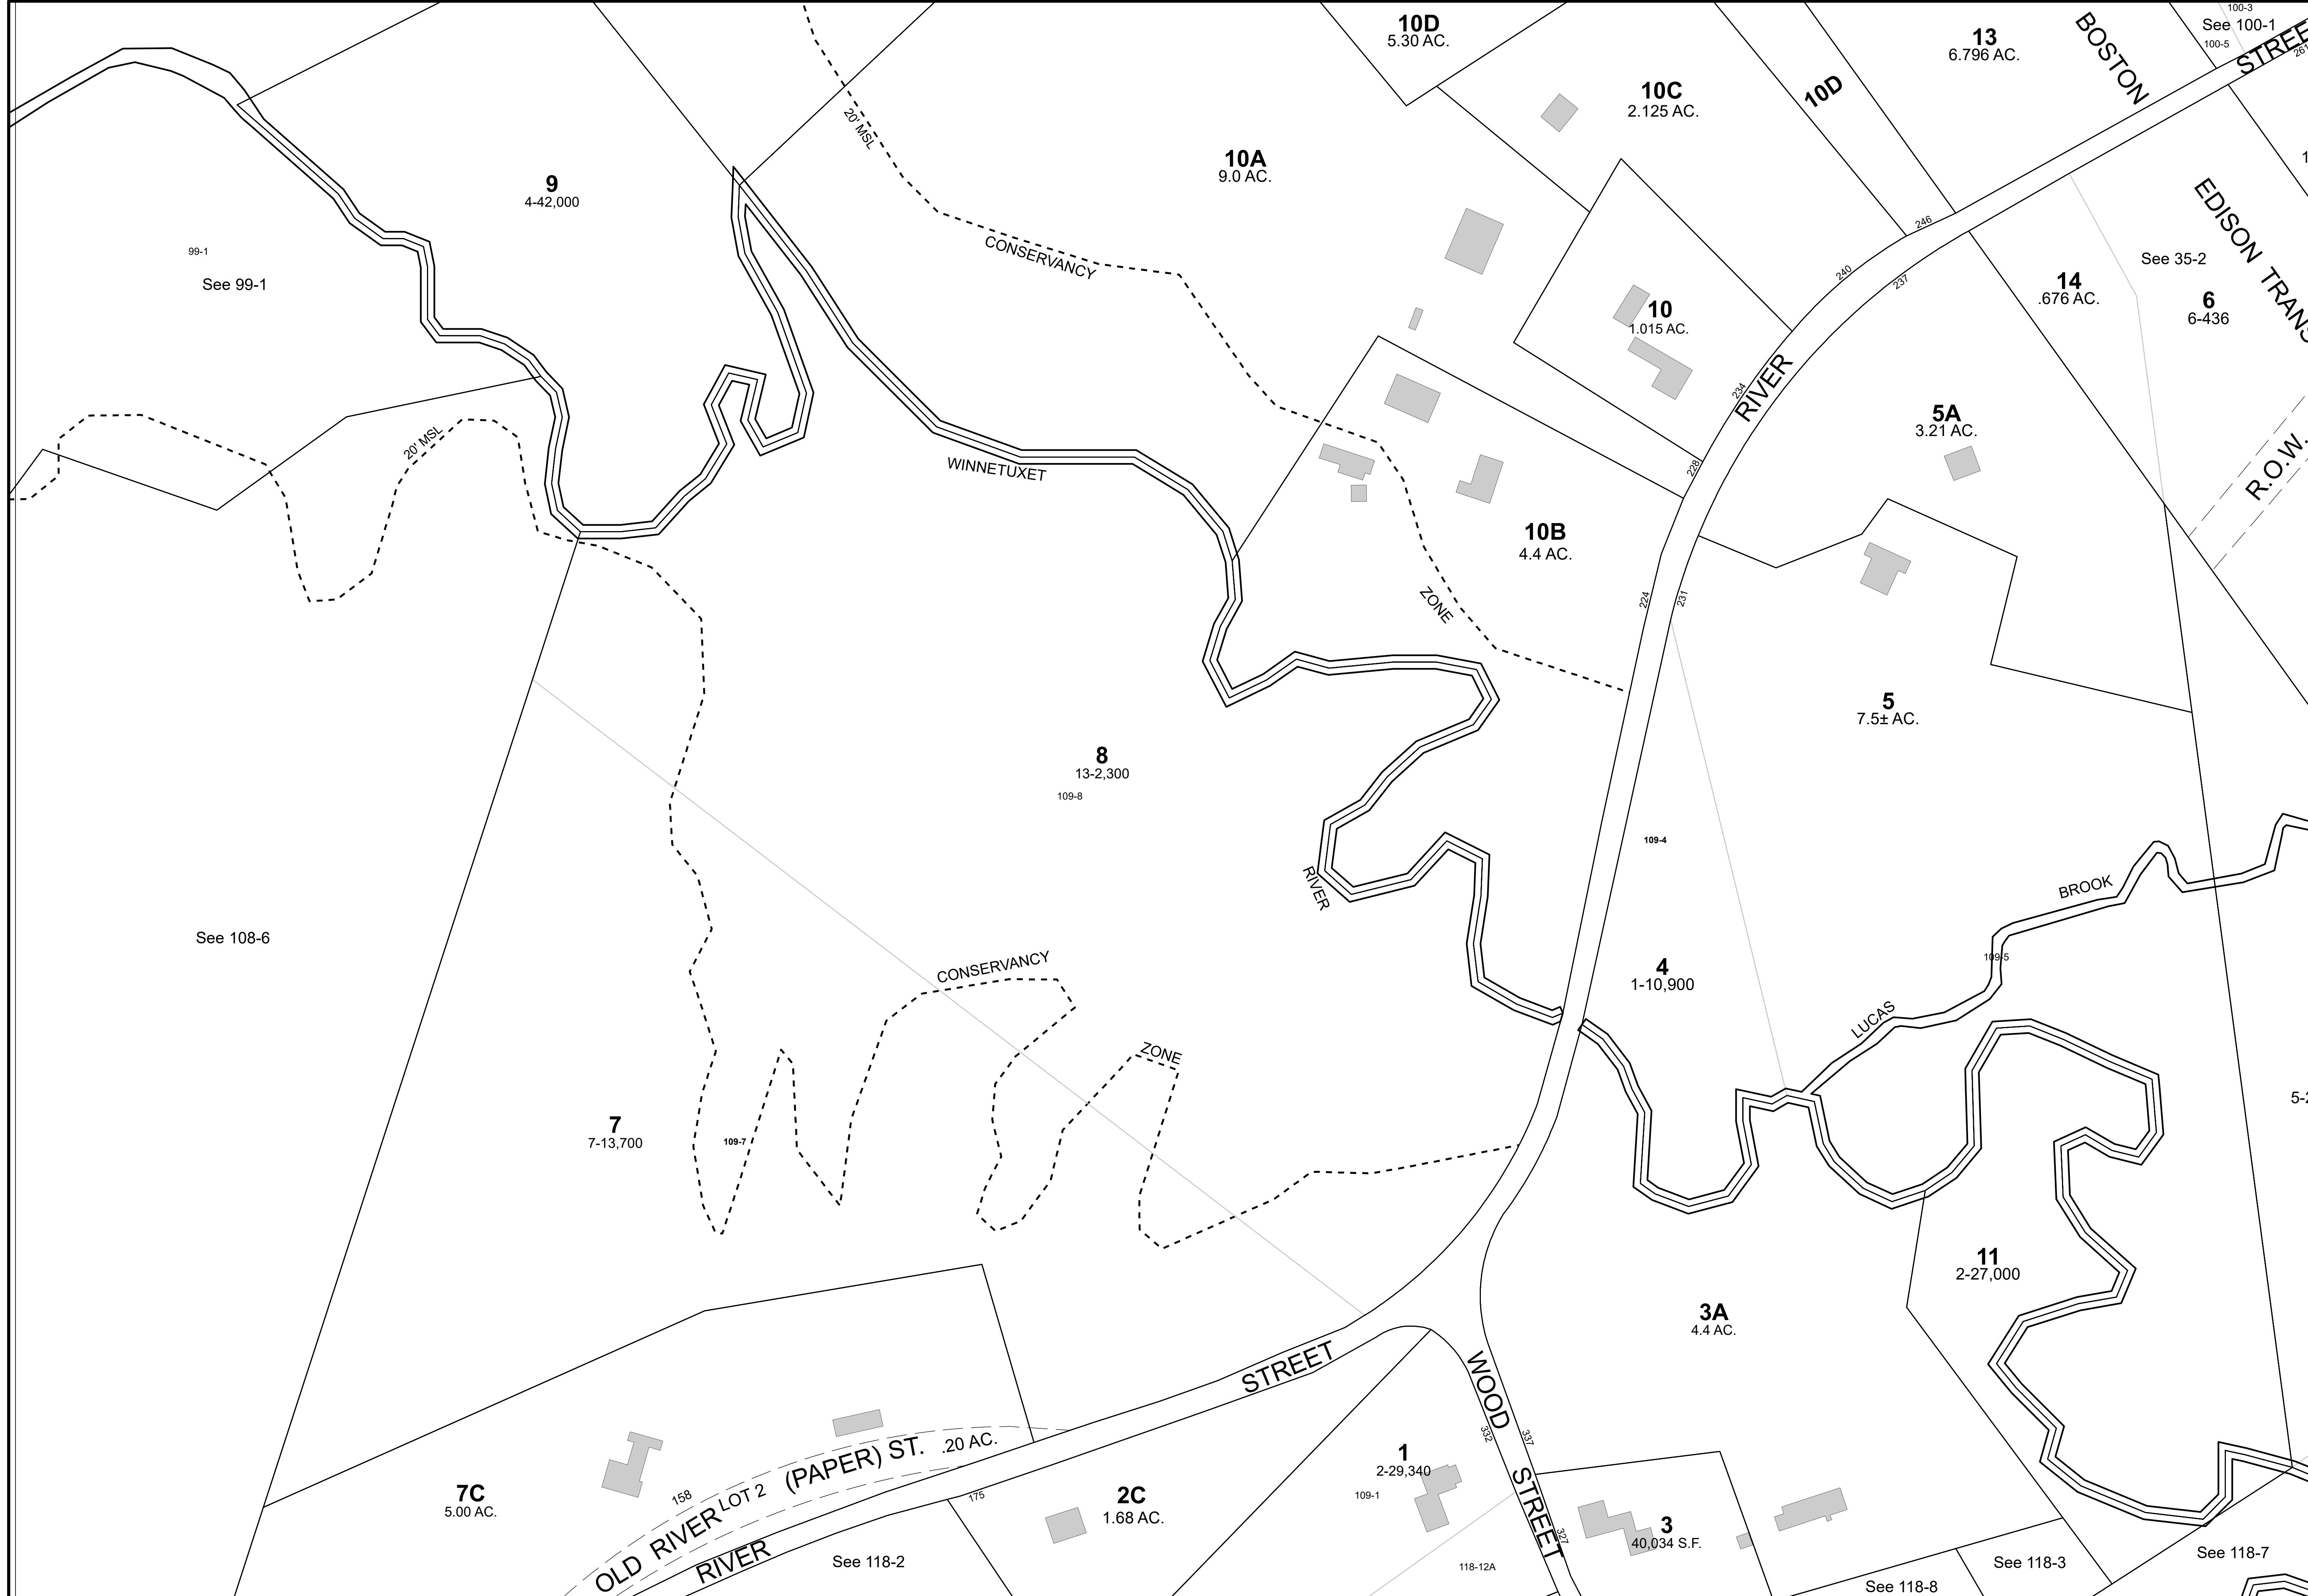 10D
5.30 AC.
10C
2.125 AC.
10D
13
6.796 AC.
BOSTON
100-3
See 100-1
100-5
STREE
261
20' MSL
10A
9.0 AC.
9
4-42,000
99-1
See 99-1
CONSERVANCY
246
240
237
EDISON TRANS
See 35-2
14
.676 AC.
6
6-436
10
1.015 AC.
234
RIVER
5A
3.21 AC.
R.O.W.
20' MSL
WINNETUXET
228
10B
4.4 AC.
ZONE
224
231
5
7.5± AC.
8
13-2,300
109-8
109-4
RIVER
BROOK
See 108-6
CONSERVANCY
4
1-10,900
109-5
LUCAS
ZONE
7
7-13,700
109-7
11
2-27,000
3A
4.4 AC.
STREET
WOOD
STREET
332
337
327
1
2-29,340
109-1
7C
5.00 AC.
158
OLD RIVER
LOT 2
(PAPER) ST.
.20 AC.
RIVER
175
2C
1.68 AC.
See 118-2
3
40,034 S.F.
118-12A
See 118-8
See 118-3
See 118-7